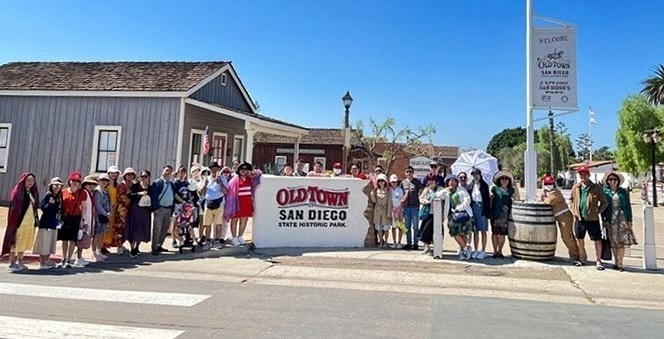 WELCOME
OLD TOWN
SAN DIEGO
OLD TOWN
SAN DIEGO
STATE HISTORIC PARK